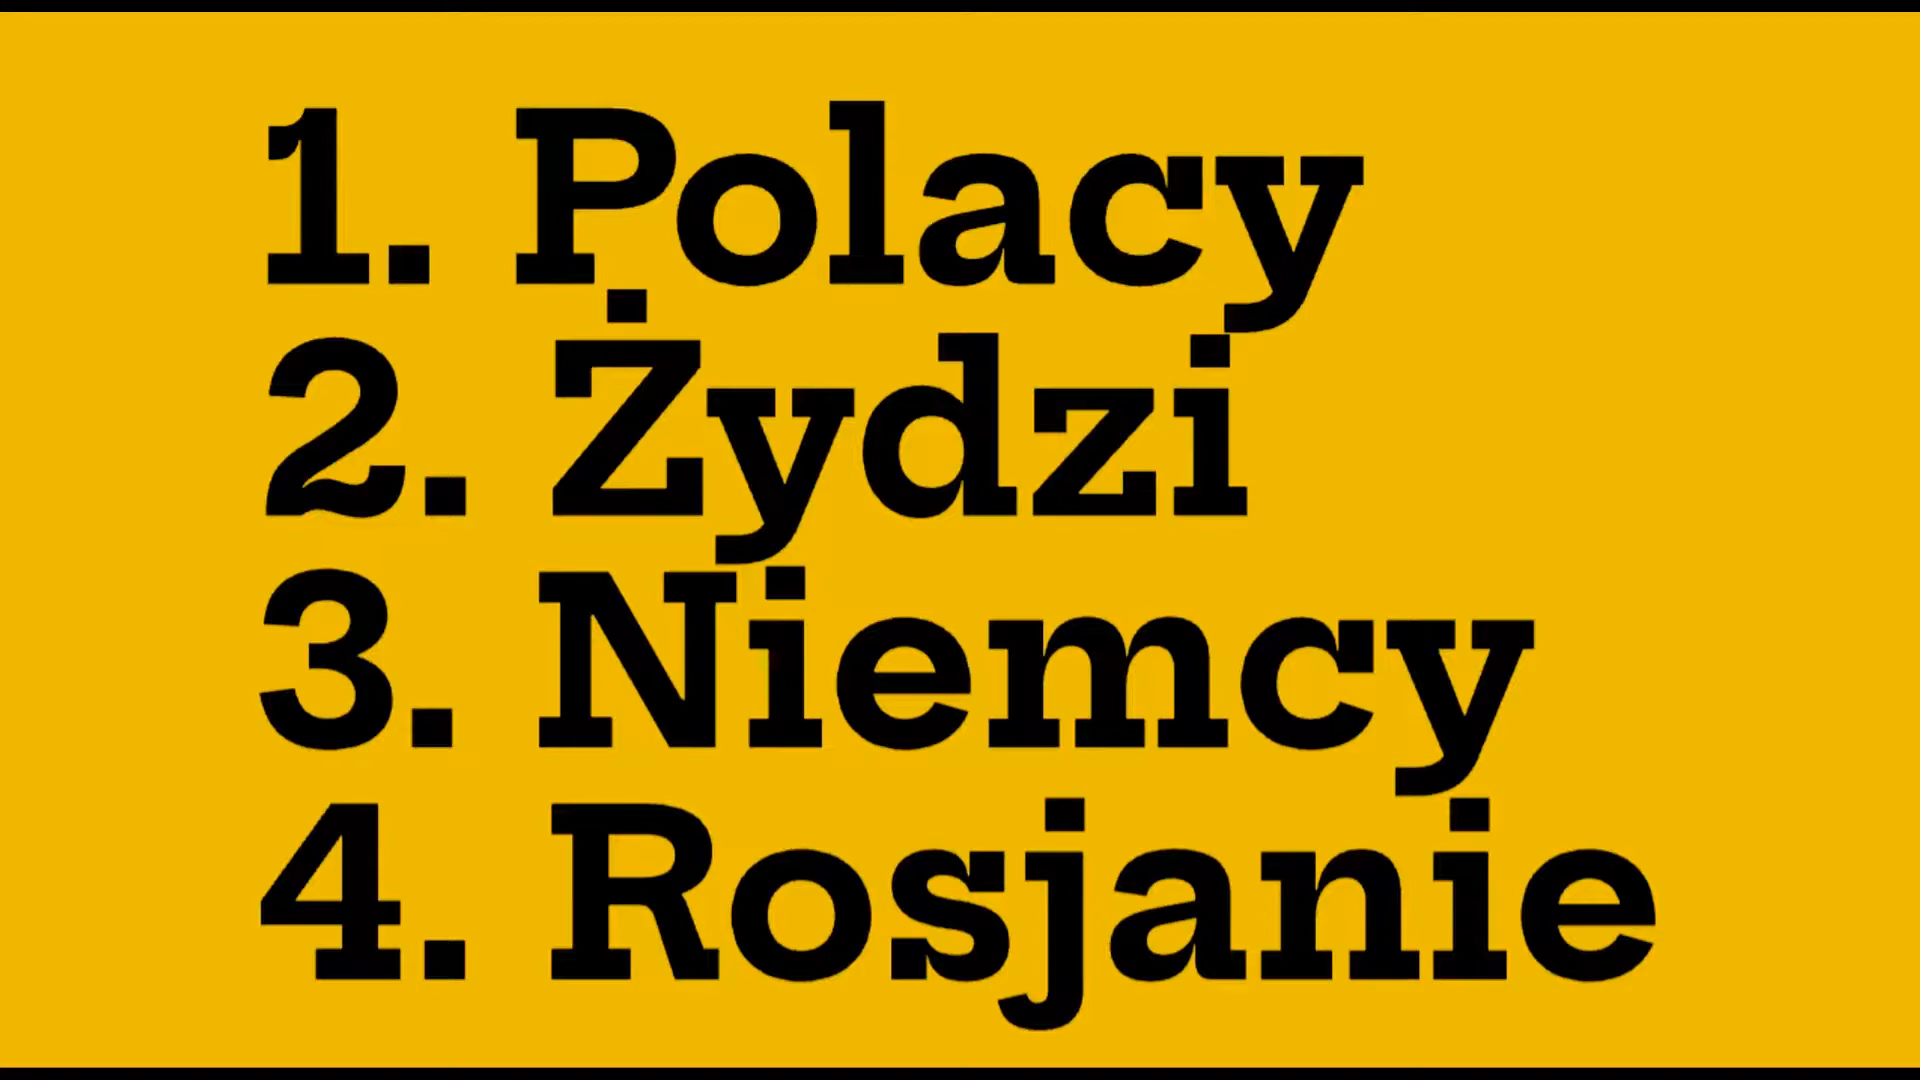 1. Polacy
2. Żydzi
3. Niemcy
4. Rosjanie